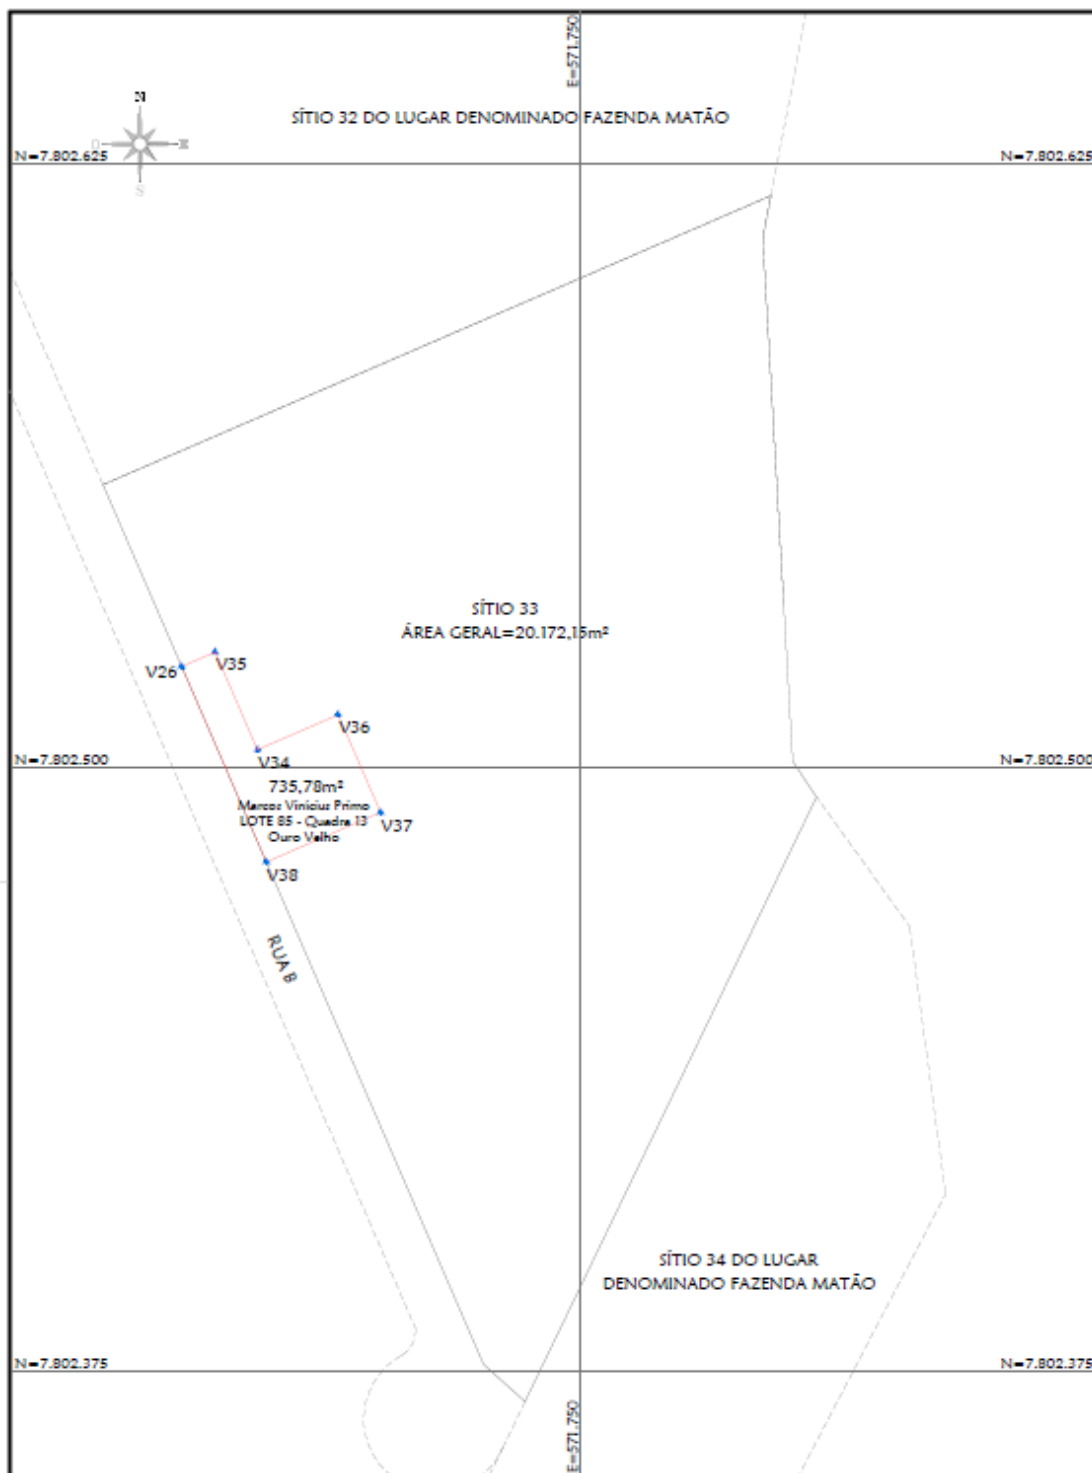 E=571.750
SÍTIO 32 DO LUGAR DENOMINADO FAZENDA MATÃO
N
O
E
S
N=7.802.625
N=7.802.625
SÍTIO 33
ÁREA GERAL=20.172,15m²
V35
V26
V36
V34
N=7.802.500
N=7.802.500
735,78m²
Marcos Vinicius Primo
LOTE 85 - Quadra 13
Ouro Velho
V37
V38
RUA B
SÍTIO 34 DO LUGAR
DENOMINADO FAZENDA MATÃO
N=7.802.375
N=7.802.375
E=571.750